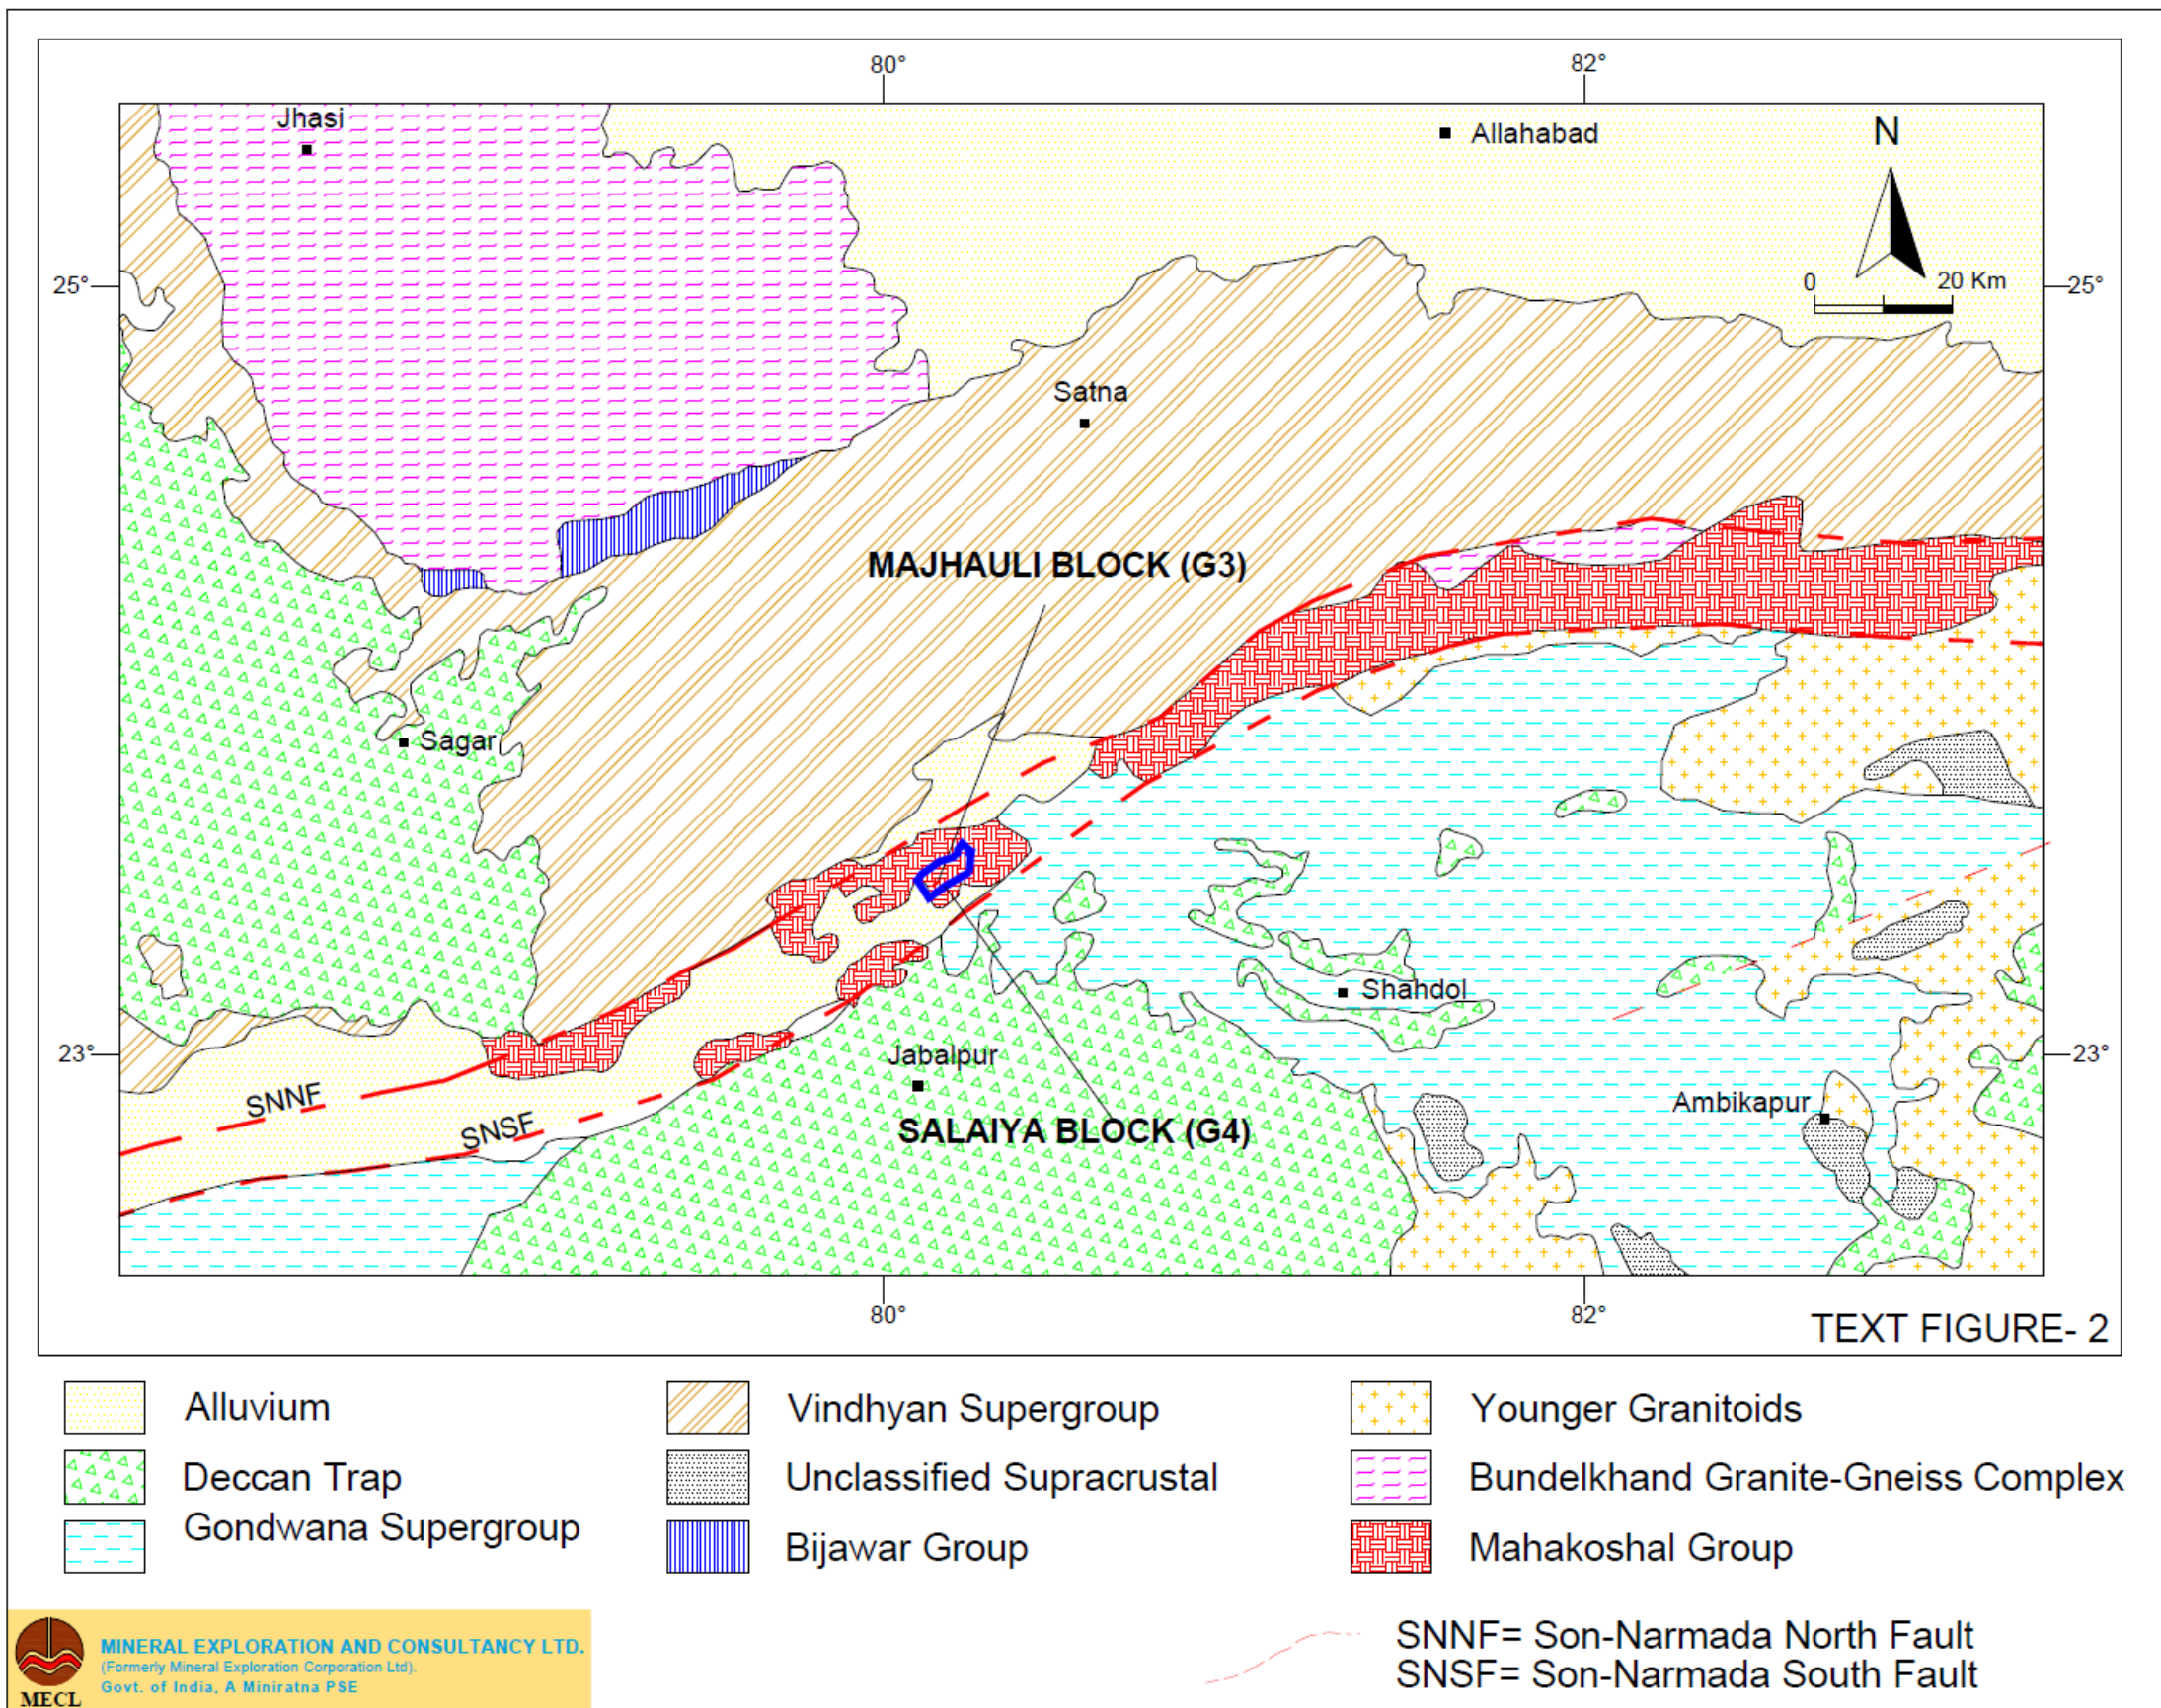 80°
82°
Jhasi
Allahabad
N
25°
0
20 Km
25°
Satna
MAJHAULI BLOCK (G3)
Sagar
Shahdol
23°
Jabalpur
23°
SNNF
Ambikapur
SNSF
SALAIYA BLOCK (G4)
80°
82°
TEXT FIGURE- 2
Alluvium
Vindhyan Supergroup
Younger Granitoids
Deccan Trap
Unclassified Supracrustal
Bundelkhand Granite-Gneiss Complex
Gondwana Supergroup
Bijawar Group
Mahakoshal Group
MINERAL EXPLORATION AND CONSULTANCY LTD.
(Formerly Mineral Exploration Corporation Ltd).
Govt. of India, A Miniratna PSE
MECL
SNNF= Son-Narmada North Fault
SNSF= Son-Narmada South Fault